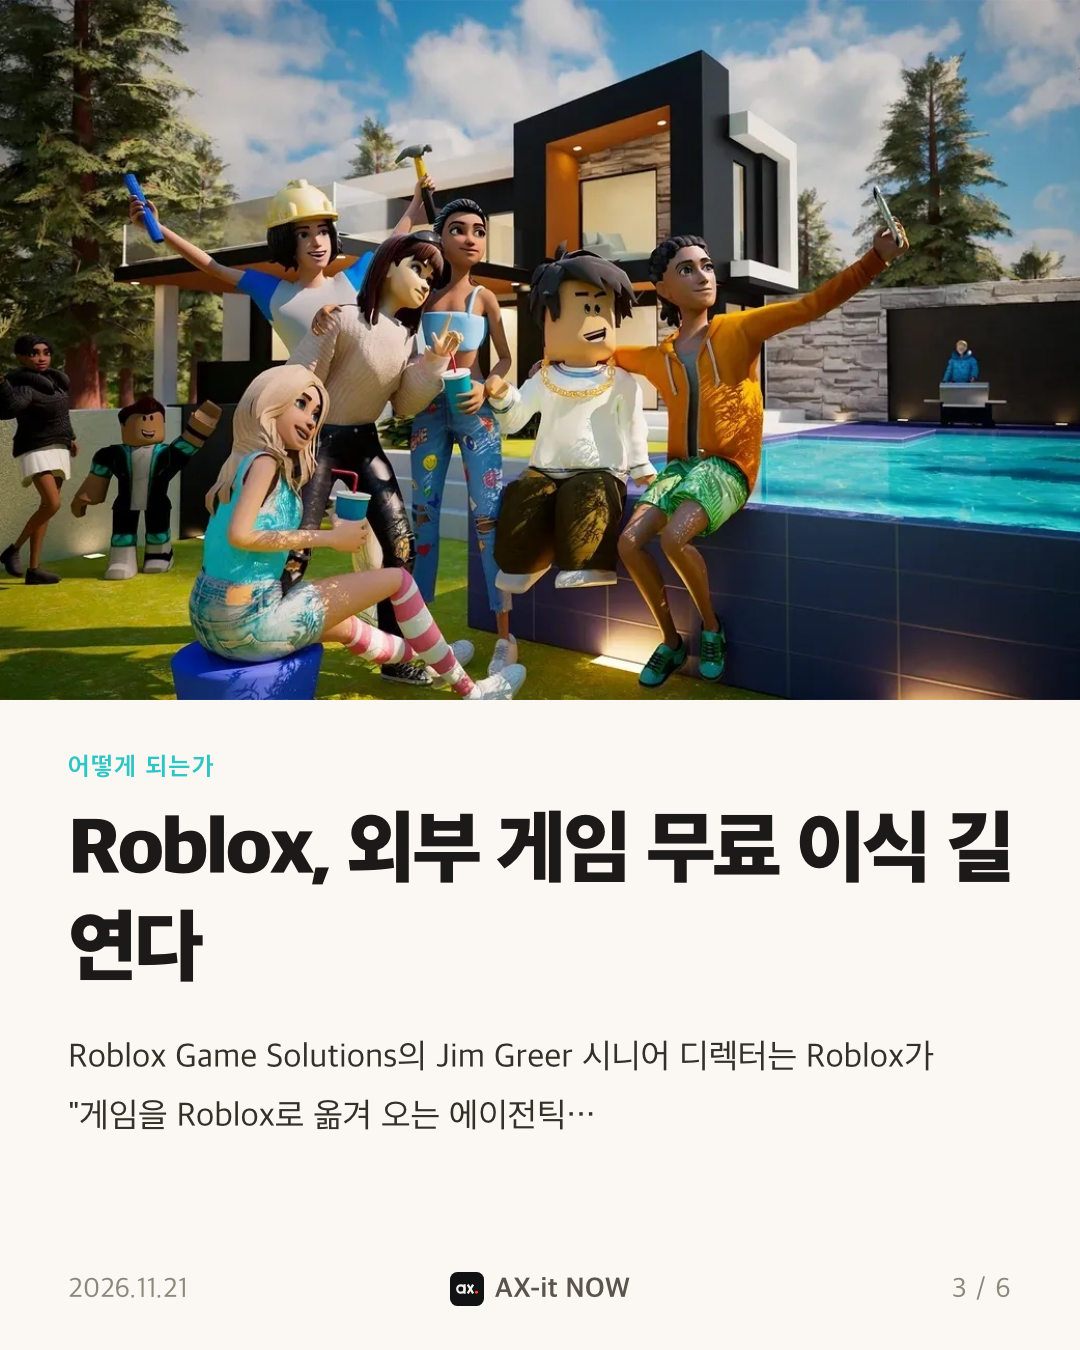 어떻게 되는가
Roblox, 외부 게임 무료 이식 길
연다
Roblox Game Solutions의 Jim Greer 시니어 디렉터는 Roblox가
"게임을 Roblox로 옮겨 오는 에이전틱…
2026.11.21
ax. AX-it NOW
3 / 6